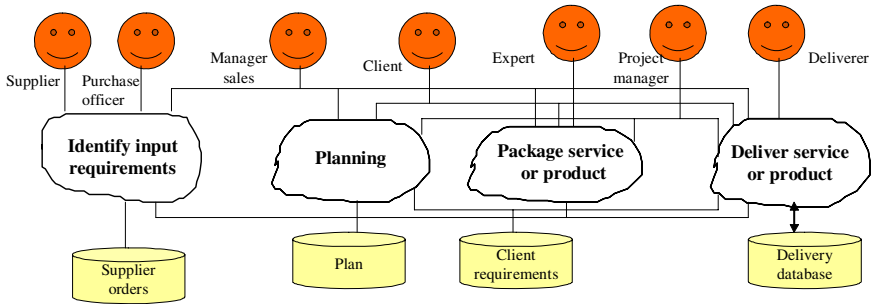 Supplier
Purchase
officer
Manager
sales
Client
Expert
Project
manager
Deliverer
Identify input
requirements
Planning
Package service
or product
Deliver service
or product
Supplier
orders
Plan
Client
requirements
Delivery
database